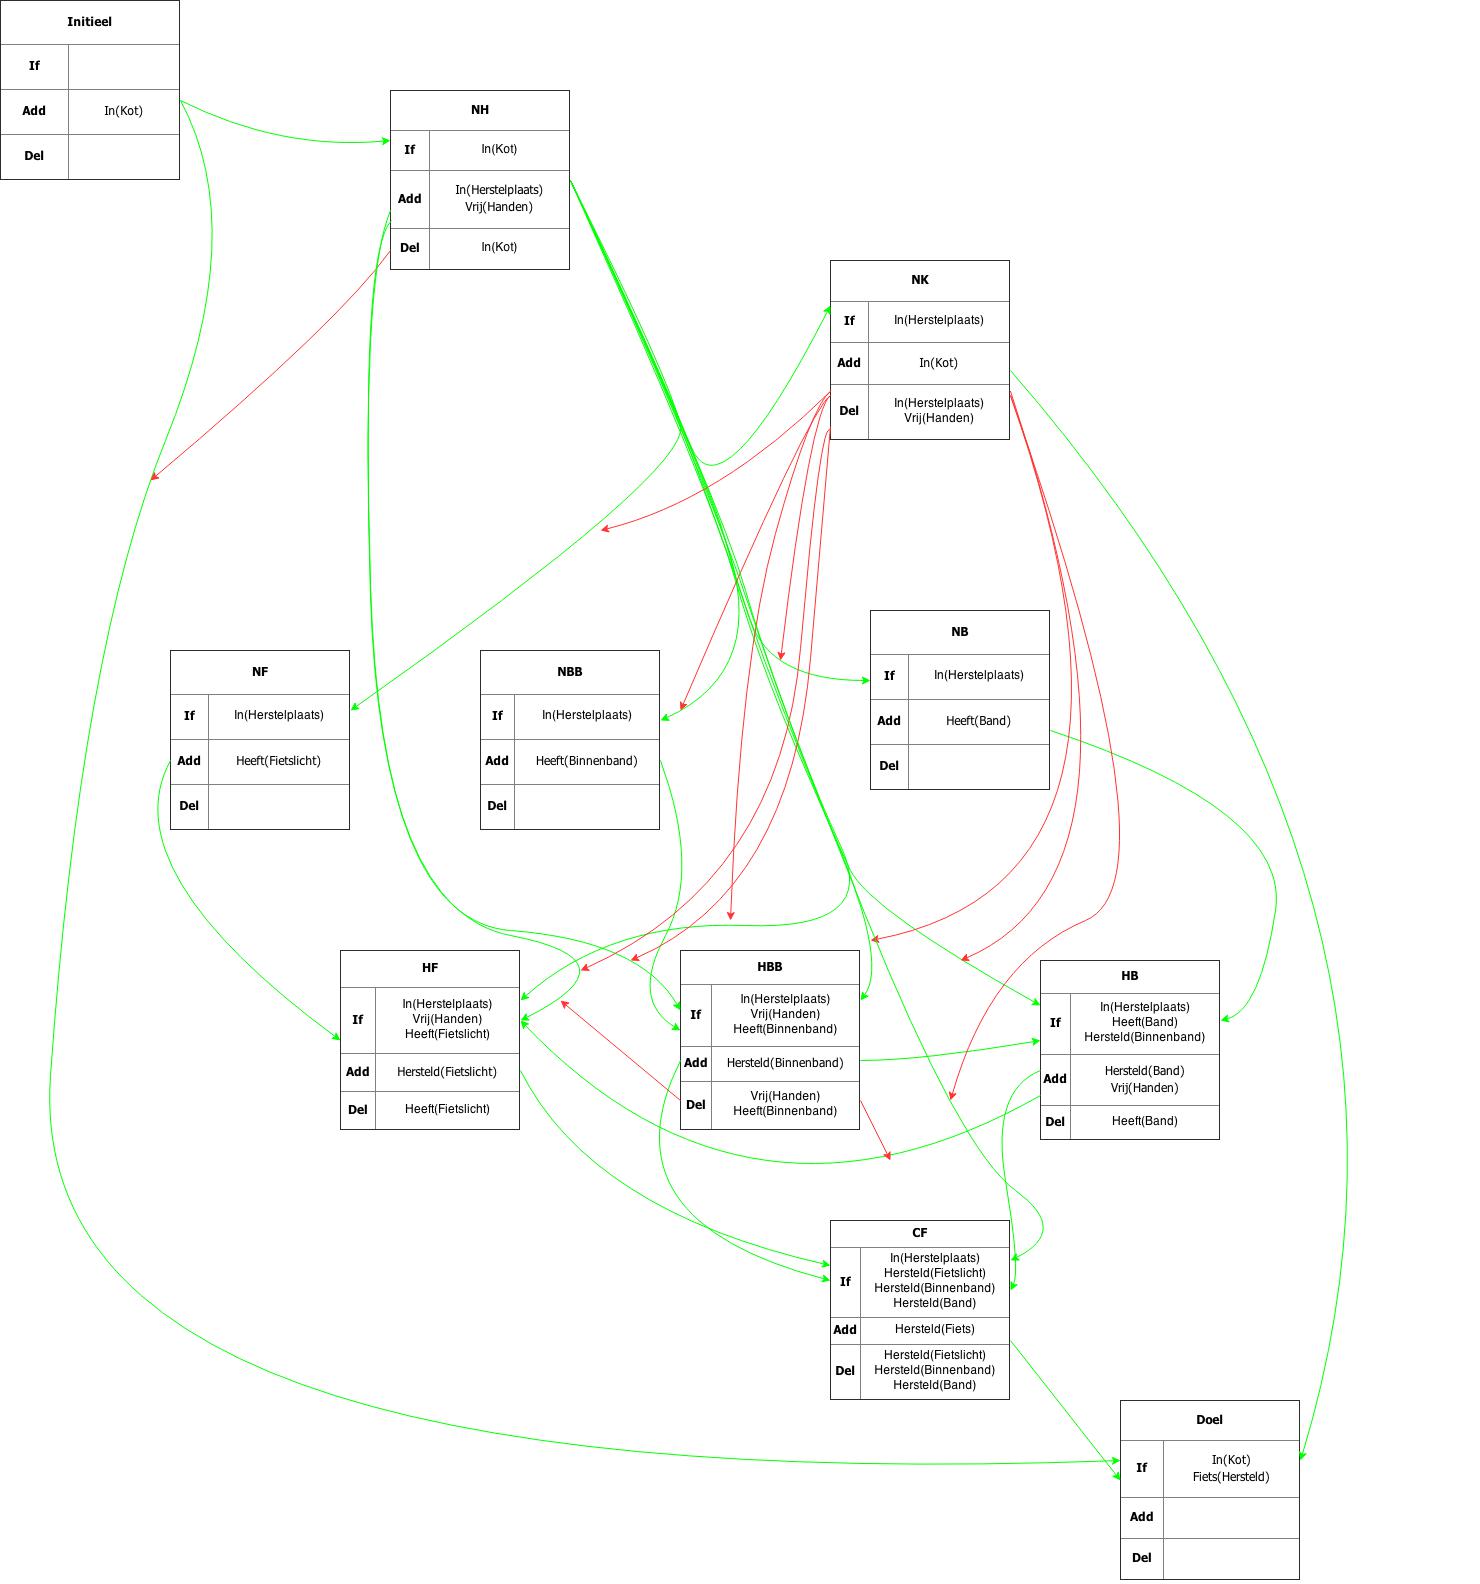 Initieel
If
Add In(Kot)
Del
NH
If In(Kot)
Add In(Herstelplaats)
Vrij(Handen)
Del In(Kot)
NK
If In(Herstelplaats)
Add In(Kot)
Del In(Herstelplaats)
Vrij(Handen)
NB
If In(Herstelplaats)
Add Heeft(Band)
Del
NF
If In(Herstelplaats)
Add Heeft(Fietslicht)
Del
NBB
If In(Herstelplaats)
Add Heeft(Binnenband)
Del
HF
If In(Herstelplaats)
Vrij(Handen)
Heeft(Fietslicht)
Add Hersteld(Fietslicht)
Del Heeft(Fietslicht)
HBB
If In(Herstelplaats)
Vrij(Handen)
Heeft(Binnenband)
Add Hersteld(Binnenband)
Del Vrij(Handen)
Heeft(Binnenband)
HB
If In(Herstelplaats)
Heeft(Band)
Hersteld(Binnenband)
Add Hersteld(Band)
Vrij(Handen)
Del Heeft(Band)
CF
If In(Herstelplaats)
Hersteld(Fietslicht)
Hersteld(Binnenband)
Hersteld(Band)
Add Hersteld(Fiets)
Del Hersteld(Fietslicht)
Hersteld(Binnenband)
Hersteld(Band)
Doel
If In(Kot)
Fiets(Hersteld)
Add
Del